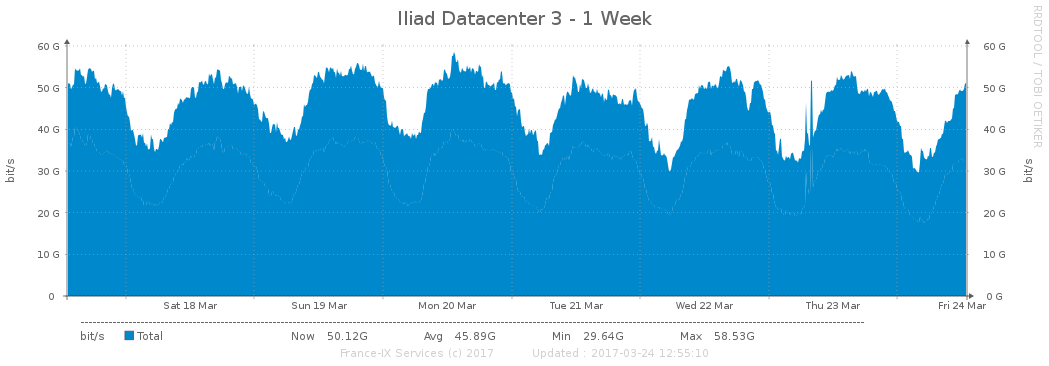 Iliad Datacenter 3 - 1 Week
RRDTOOL / TOBI OETIKER
60 G 60 G
50 G 50 G
40 G 40 G
30 G 30 G
20 G 20 G
10 G 10 G
0 0 G
bit/s bit/s
Sat 18 Mar Sun 19 Mar Mon 20 Mar Tue 21 Mar Wed 22 Mar Thu 23 Mar Fri 24 Mar
bit/s Total Now 50.12G Avg 45.89G Min 29.64G Max 58.53G
France-IX Services (c) 2017 Updated : 2017-03-24 12:55:10